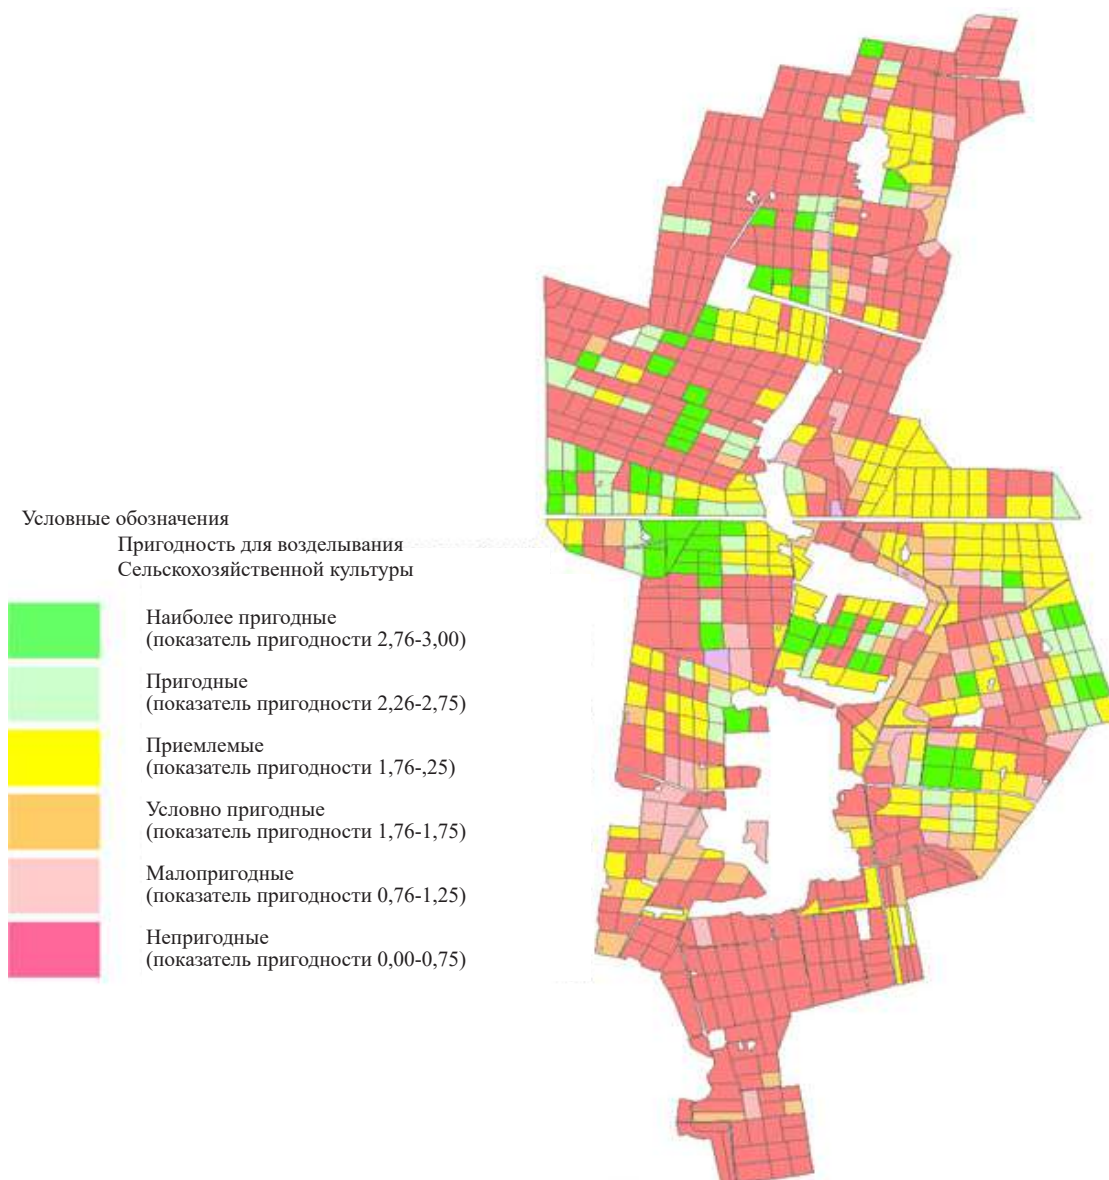 Условные обозначения
Пригодность для возделывания
Сельскохозяйственной культуры
Наиболее пригодные
(показатель пригодности 2,76-3,00)
Пригодные
(показатель пригодности 2,26-2,75)
Приемлемые
(показатель пригодности 1,76-,25)
Условно пригодные
(показатель пригодности 1,76-1,75)
Малопригодные
(показатель пригодности 0,76-1,25)
Непригодные
(показатель пригодности 0,00-0,75)